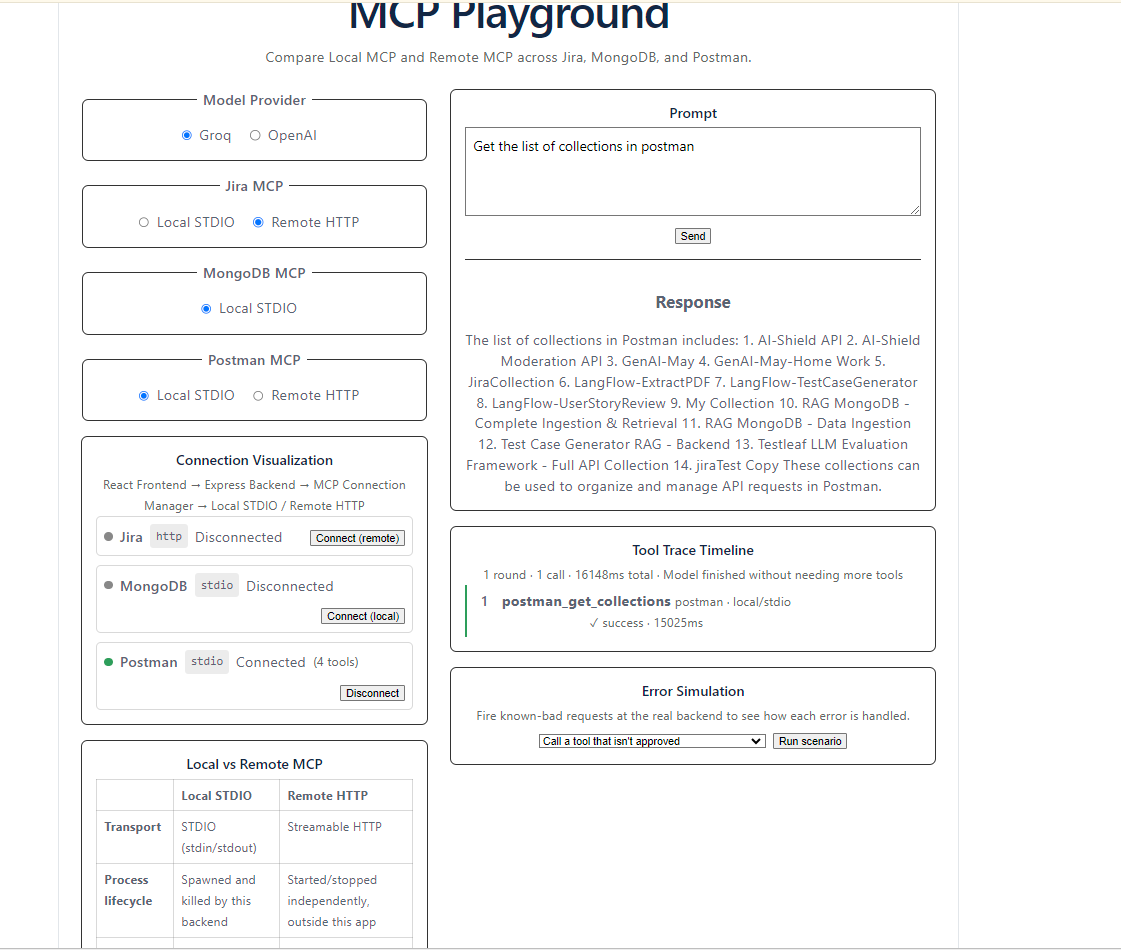 MCP Playground
Compare Local MCP and Remote MCP across Jira, MongoDB, and Postman.
Model Provider
Groq OpenAI
Jira MCP
Local STDIO Remote HTTP
MongoDB MCP
Local STDIO
Postman MCP
Local STDIO Remote HTTP
Connection Visualization
React Frontend → Express Backend → MCP Connection
Manager → Local STDIO / Remote HTTP
Jira http Disconnected Connect (remote)
MongoDB stdio Disconnected
Connect (local)
Postman stdio Connected (4 tools)
Disconnect
Local vs Remote MCP
Local STDIO Remote HTTP
Transport STDIO Streamable HTTP
(stdin/stdout)
Process Spawned and Started/stopped
lifecycle killed by this independently,
backend outside this app
Prompt
Get the list of collections in postman
Send
Response
The list of collections in Postman includes: 1. AI-Shield API 2. AI-Shield
Moderation API 3. GenAI-May 4. GenAI-May-Home Work 5.
JiraCollection 6. LangFlow-ExtractPDF 7. LangFlow-TestCaseGenerator
8. LangFlow-UserStoryReview 9. My Collection 10. RAG MongoDB -
Complete Ingestion & Retrieval 11. RAG MongoDB - Data Ingestion
12. Test Case Generator RAG - Backend 13. Testleaf LLM Evaluation
Framework - Full API Collection 14. jiraTest Copy These collections can
be used to organize and manage API requests in Postman.
Tool Trace Timeline
1 round · 1 call · 16148ms total · Model finished without needing more tools
1 postman_get_collections postman · local/stdio
✓ success · 15025ms
Error Simulation
Fire known-bad requests at the real backend to see how each error is handled.
Call a tool that isn't approved Run scenario